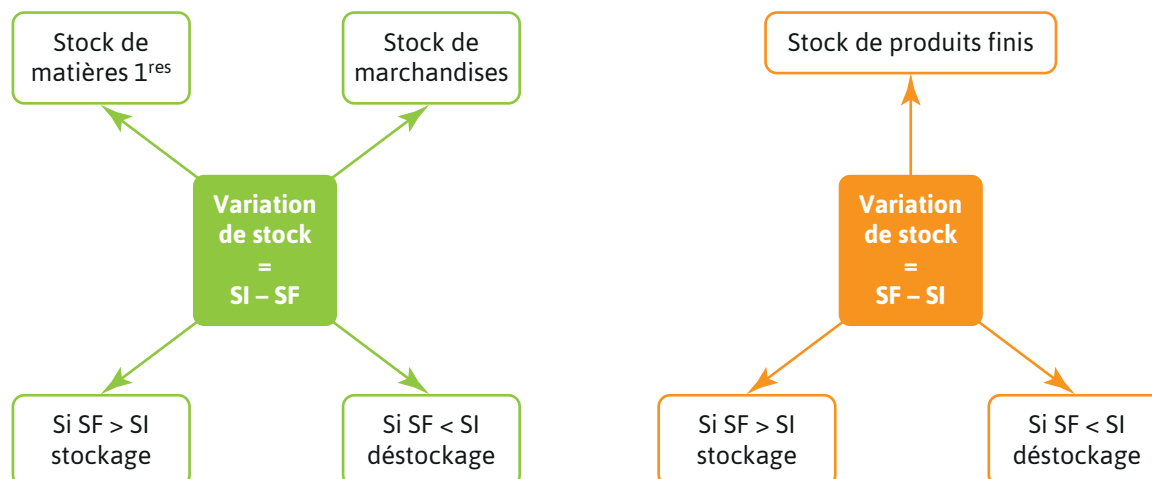 Stock de
matières 1res
Stock de
marchandises
Variation
de stock
=
SI – SF
Si SF > SI
stockage
Si SF < SI
déstockage
Stock de produits finis
Variation
de stock
=
SF – SI
Si SF > SI
stockage
Si SF < SI
déstockage